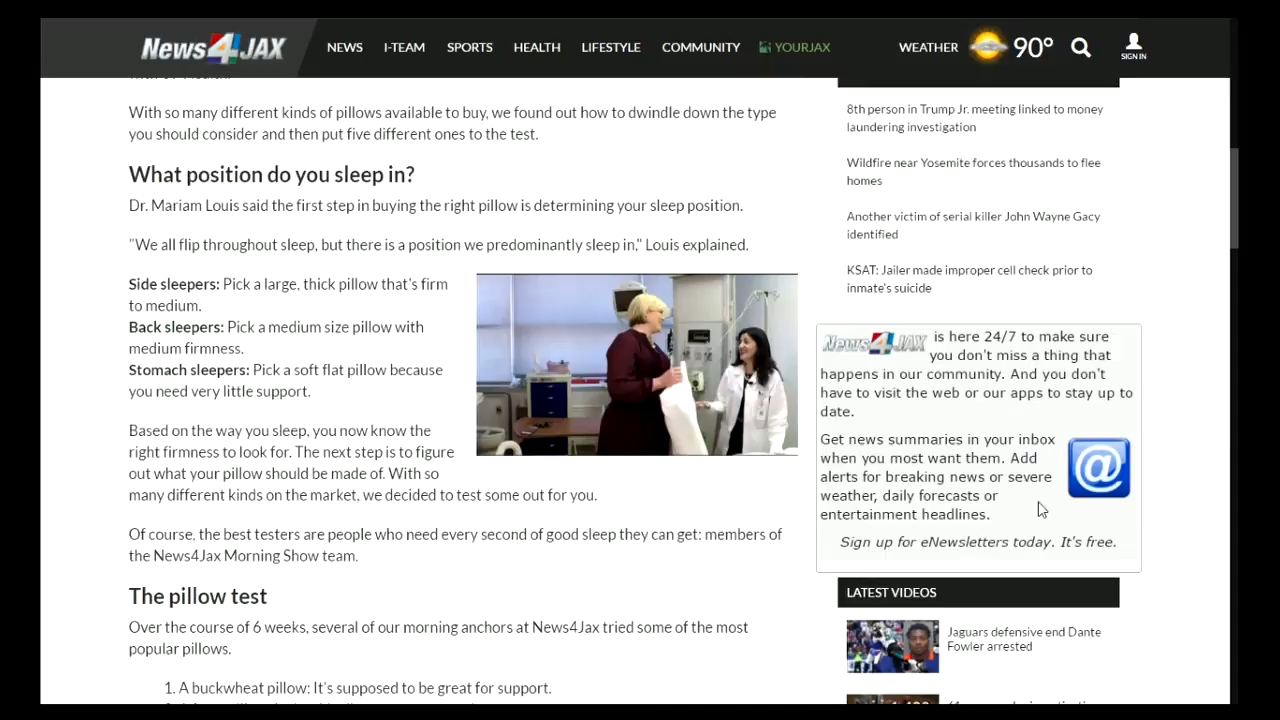 News4JAX
NEWS I-TEAM SPORTS HEALTH LIFESTYLE COMMUNITY YOURJAX WEATHER 90° SIGN IN
With so many different kinds of pillows available to buy, we found out how to dwindle down the type
you should consider and then put five different ones to the test.
What position do you sleep in?
Dr. Mariam Louis said the first step in buying the right pillow is determining your sleep position.
"We all flip throughout sleep, but there is a position we predominantly sleep in," Louis explained.
Side sleepers: Pick a large, thick pillow that's firm
to medium.
Back sleepers: Pick a medium size pillow with
medium firmness.
Stomach sleepers: Pick a soft flat pillow because
you need very little support.
Based on the way you sleep, you now know the
right firmness to look for. The next step is to figure
out what your pillow should be made of. With so
many different kinds on the market, we decided to test some out for you.
Of course, the best testers are people who need every second of good sleep they can get: members of
the News4Jax Morning Show team.
The pillow test
Over the course of 6 weeks, several of our morning anchors at News4Jax tried some of the most
popular pillows.
1. A buckwheat pillow: It's supposed to be great for support.
8th person in Trump Jr. meeting linked to money
laundering investigation
Wildfire near Yosemite forces thousands to flee
homes
Another victim of serial killer John Wayne Gacy
identified
KSAT: Jailer made improper cell check prior to
inmate's suicide
News4JAX is here 24/7 to make sure
you don't miss a thing that
happens in our community. And you don't
have to visit the web or our apps to stay up to
date.
Get news summaries in your inbox
when you most want them. Add
alerts for breaking news or severe
weather, daily forecasts or
entertainment headlines.
@
Sign up for eNewsletters today. It's free.
LATEST VIDEOS
Jaguars defensive end Dante
Fowler arrested